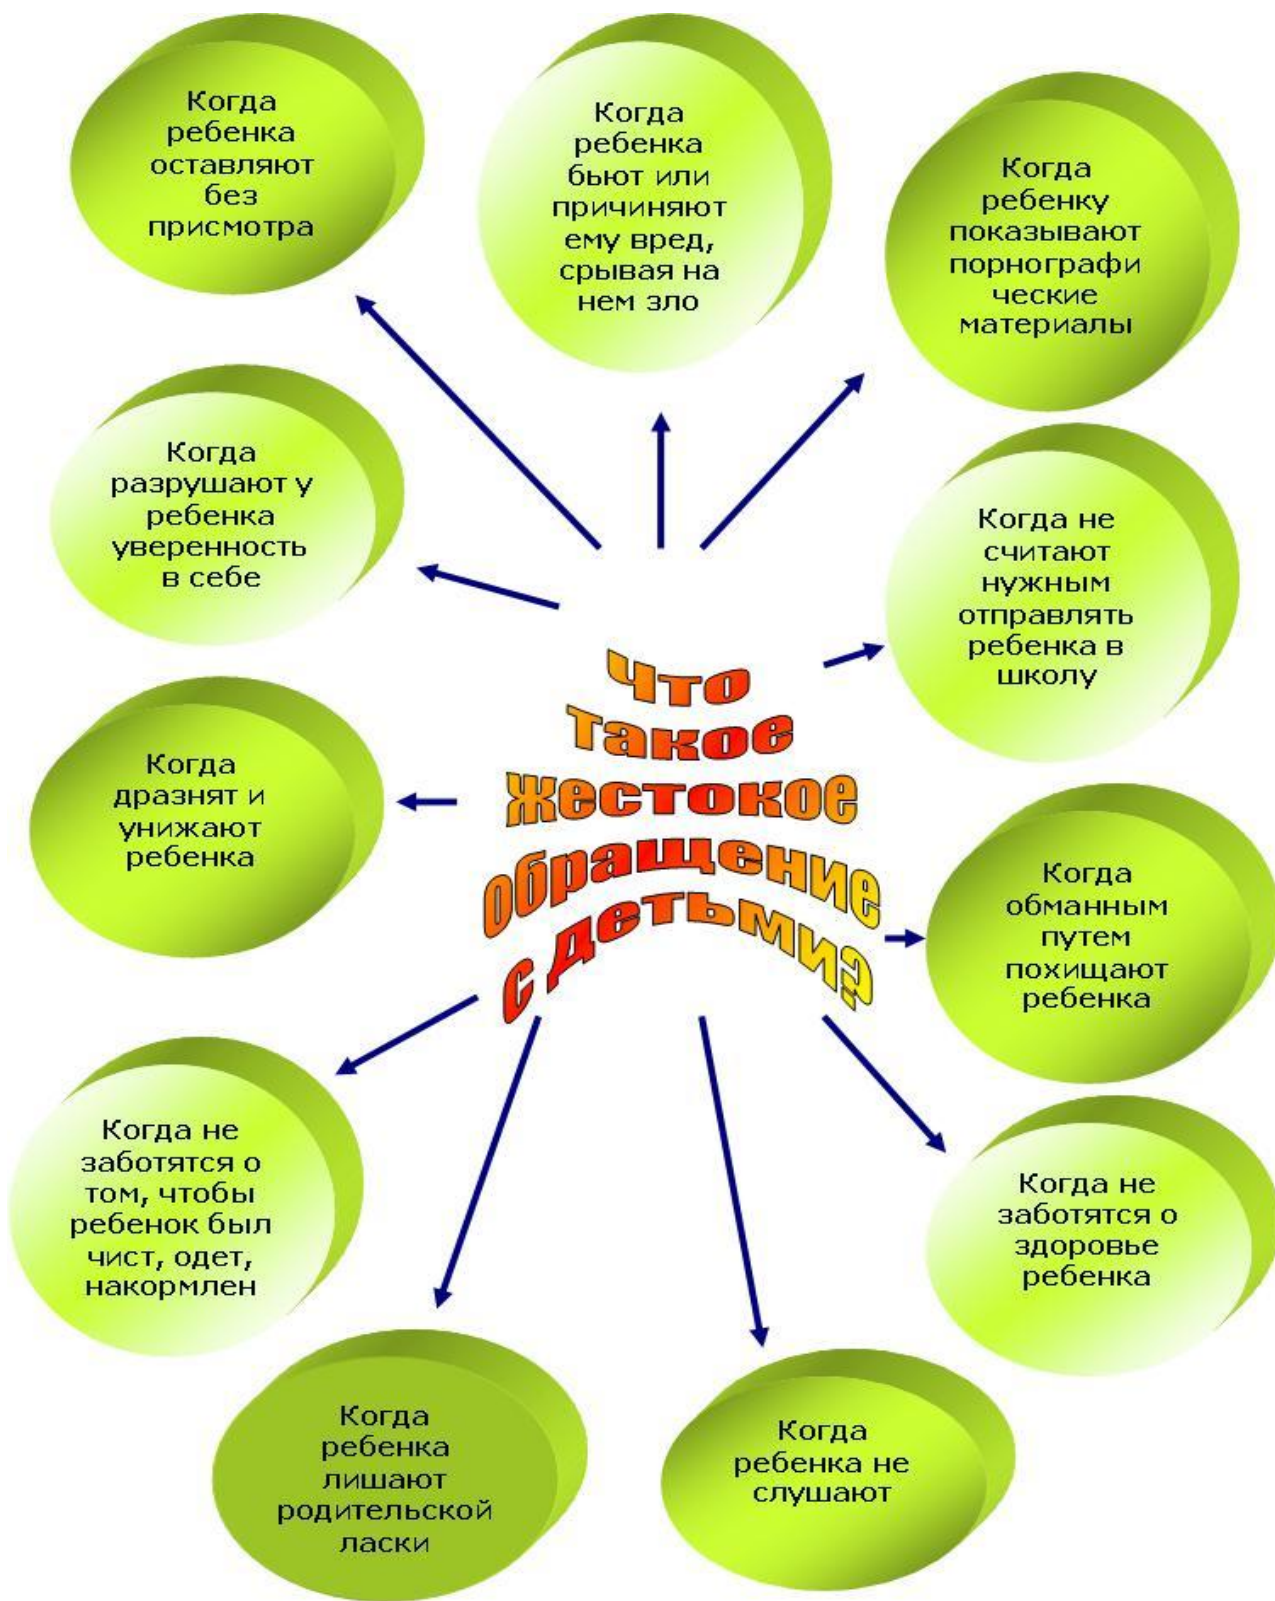 Когда
ребенка
оставляют
без
присмотра
Когда
ребенка
бьют или
причиняют
ему вред,
срывая на
нем зло
Когда
ребенку
показывают
порнографи
ческие
материалы
Когда
разрушают у
ребенка
уверенность
в себе
Когда не
считают
нужным
отправлять
ребенка в
школу
Что
такое
жестокое
обращение
с детьми?
Когда
дразнят и
унижают
ребенка
Когда
обманным
путем
похищают
ребенка
Когда не
заботятся о
том, чтобы
ребенок был
чист, одет,
накормлен
Когда не
заботятся о
здоровье
ребенка
Когда
ребенка
лишают
родительской
ласки
Когда
ребенка не
слушают